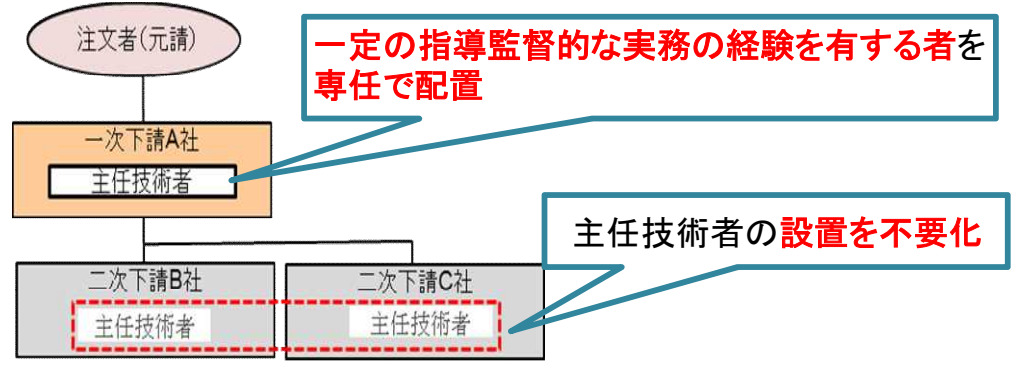 注文者(元請)
一定の指導監督的な実務の経験を有する者を
専任で配置
一次下請A社
主任技術者
主任技術者の設置を不要化
二次下請B社
主任技術者
二次下請C社
主任技術者